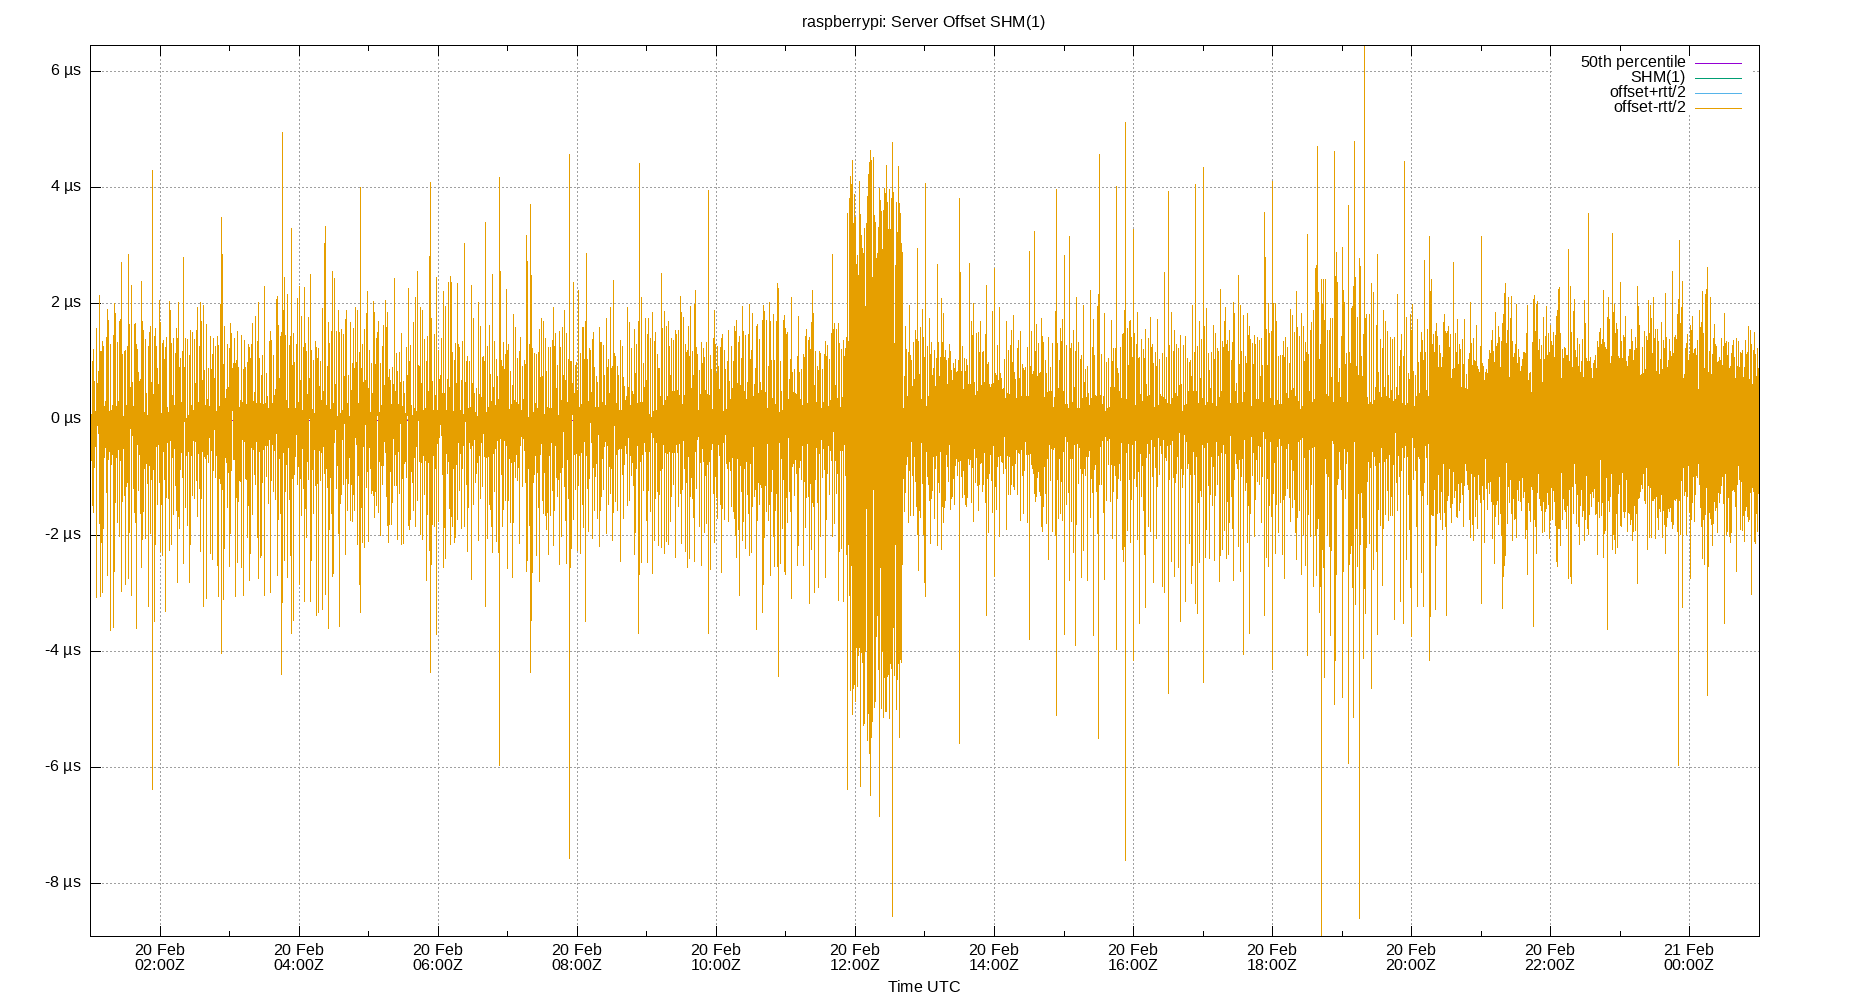 raspberrypi: Server Offset SHM(1)
50th percentile
SHM(1)
offset+rtt/2
offset-rtt/2
6 µs
4 µs
2 µs
0 µs
-2 µs
-4 µs
-6 µs
-8 µs
20 Feb 20 Feb 20 Feb 20 Feb 20 Feb 20 Feb 20 Feb 20 Feb 20 Feb 20 Feb 20 Feb 21 Feb
02:00Z 04:00Z 06:00Z 08:00Z 10:00Z 12:00Z 14:00Z 16:00Z 18:00Z 20:00Z 22:00Z 00:00Z
Time UTC